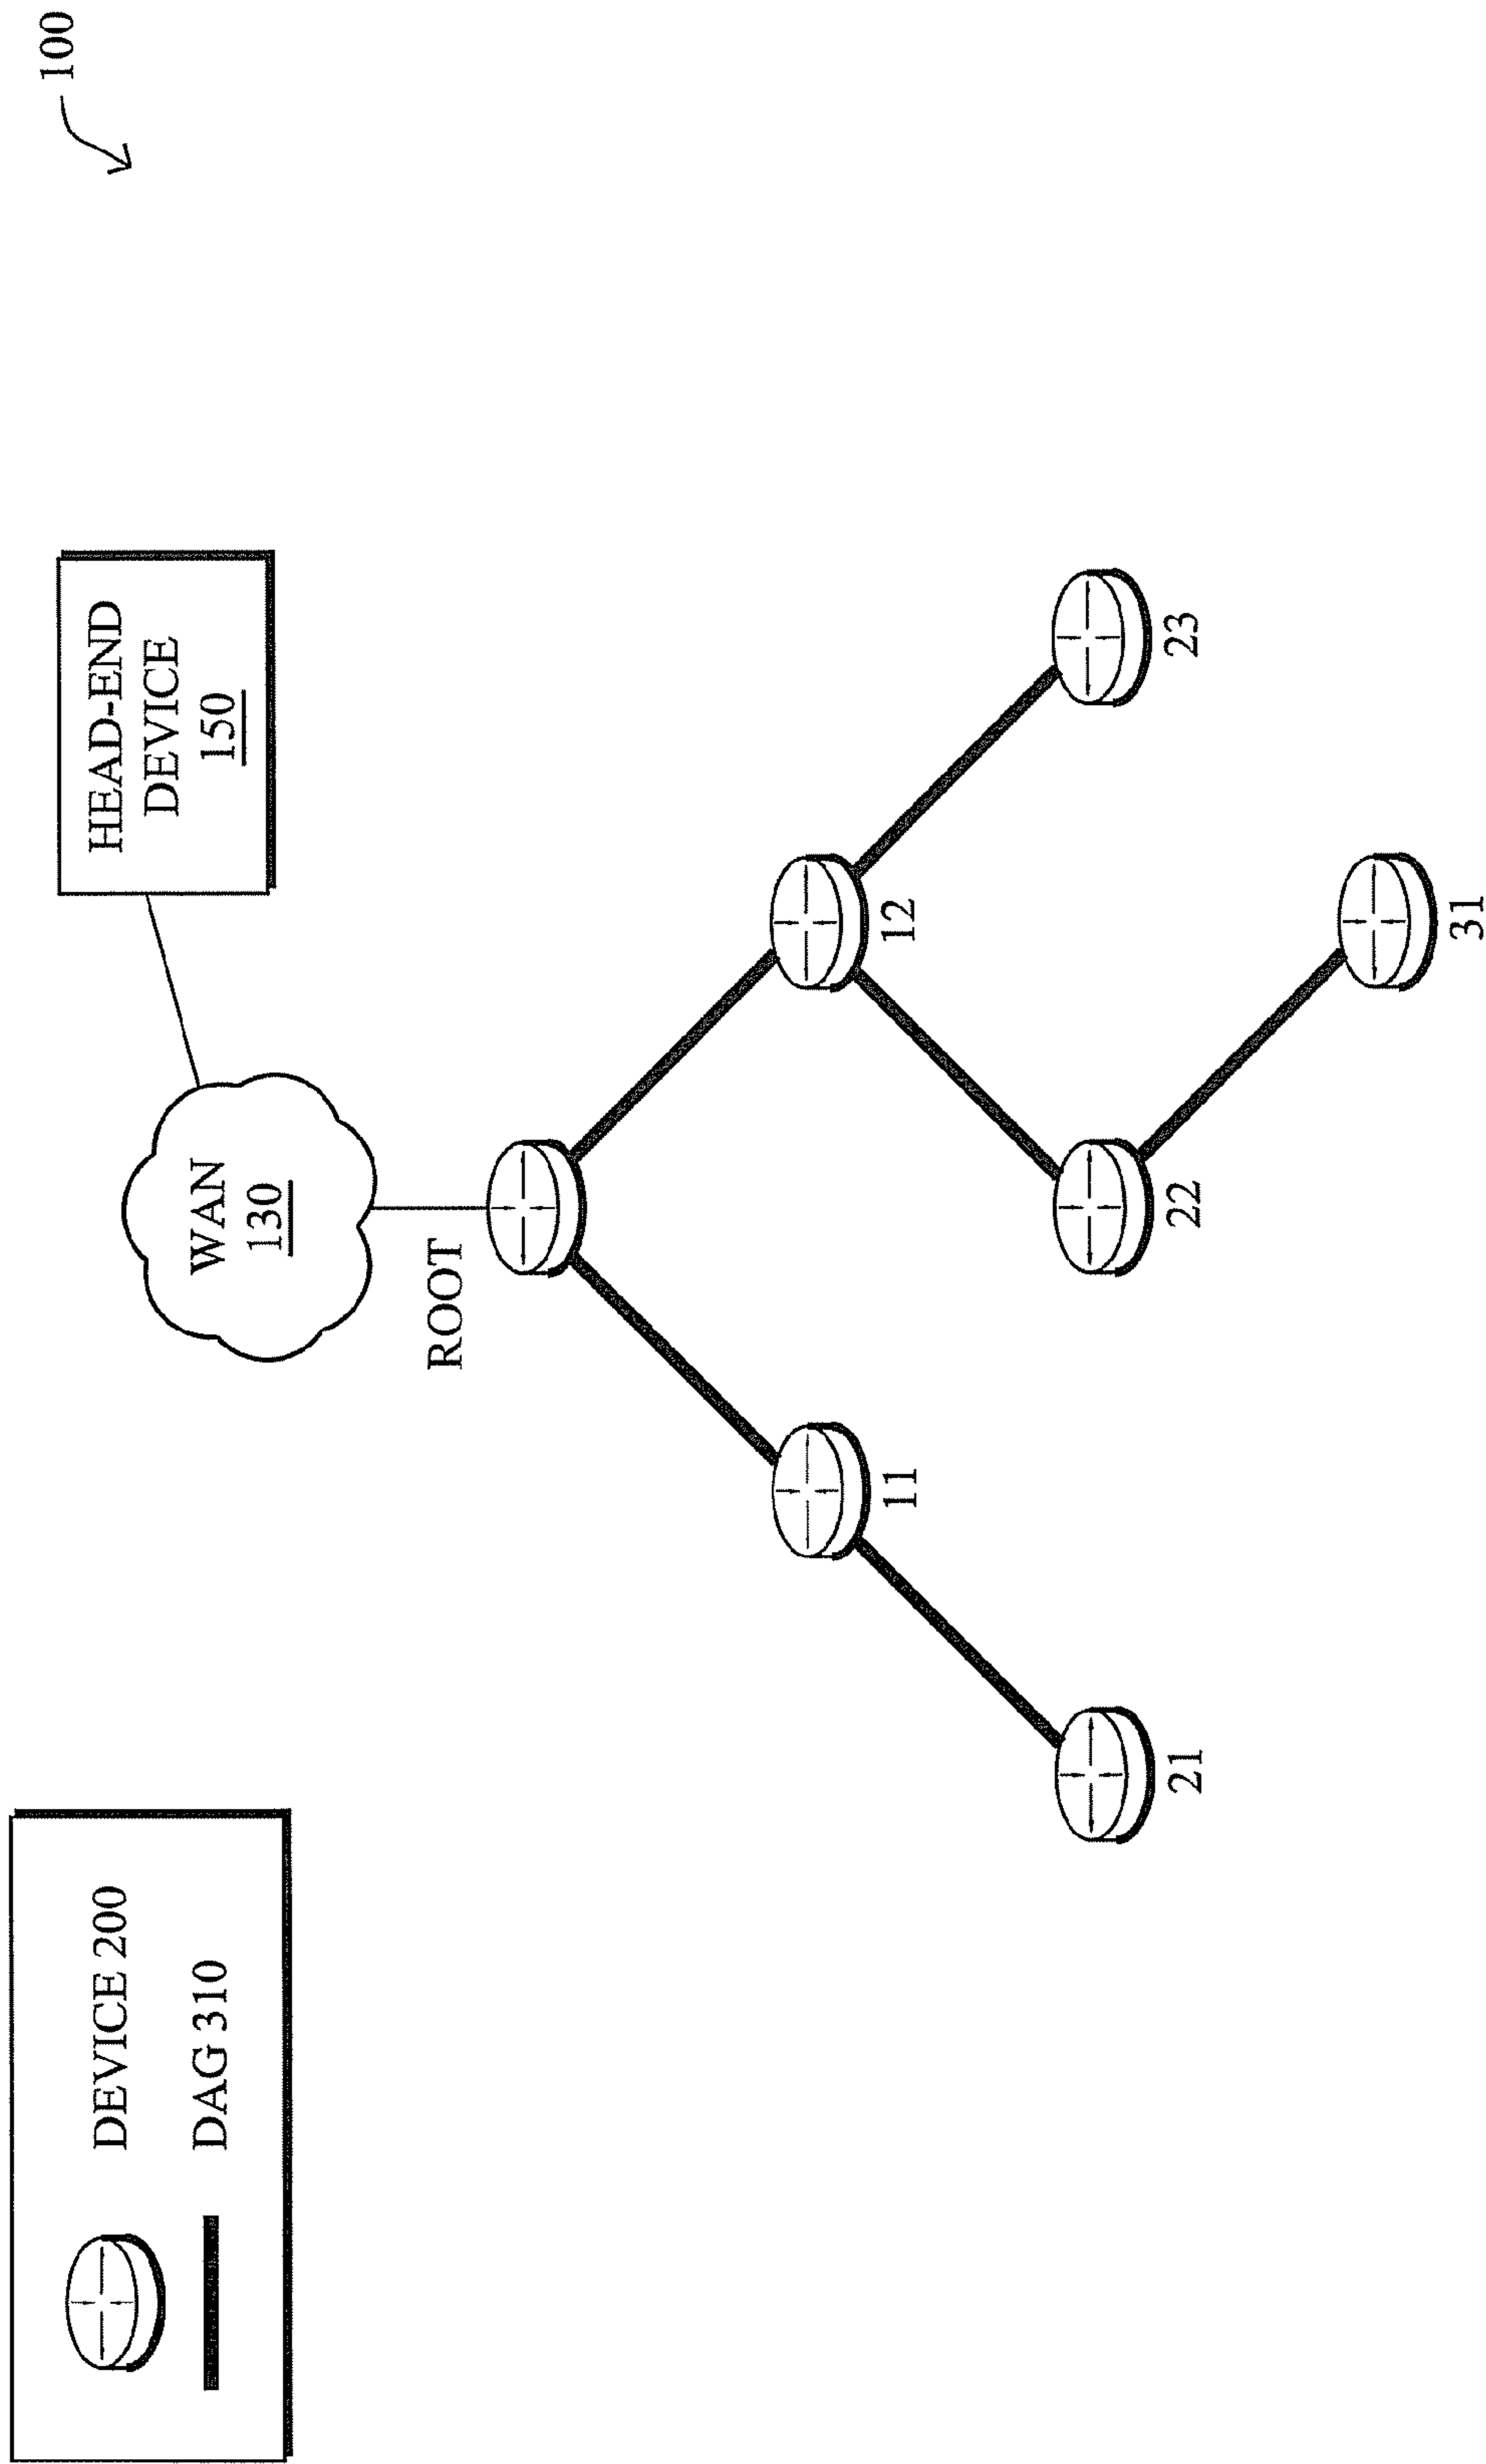 DEVICE 200
DAG 310
100
HEAD-END
DEVICE
150
WAN
130
ROOT
11
12
21
22
23
31